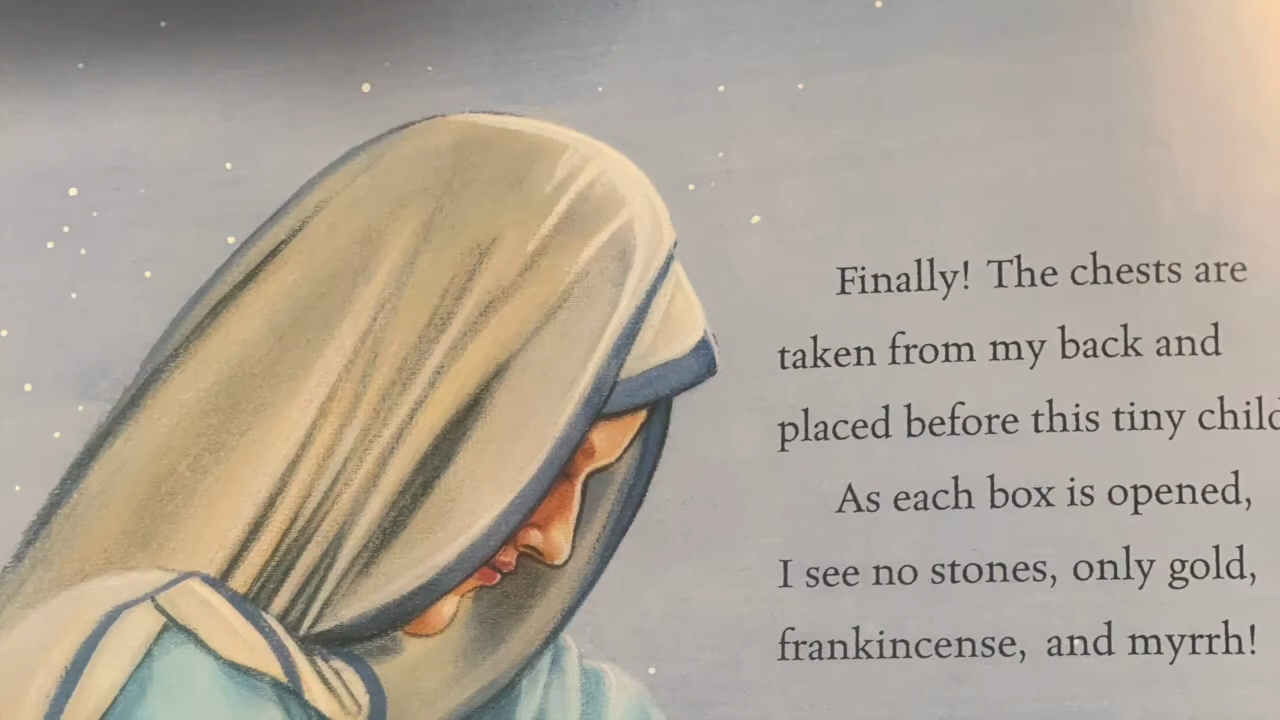 Finally! The chests are
taken from my back and
placed before this tiny child
As each box is opened,
I see no stones, only gold,
frankincense, and myrrh!